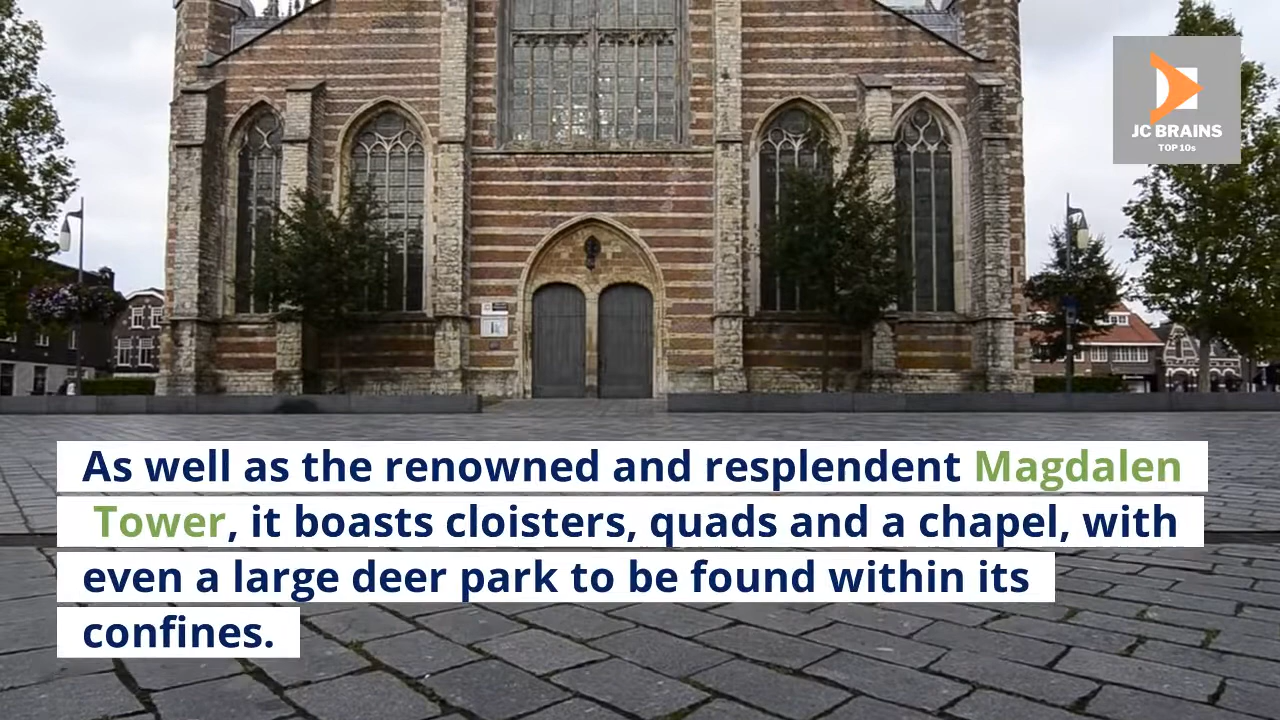 JC BRAINS
TOP 10s
As well as the renowned and resplendent Magdalen
Tower, it boasts cloisters, quads and a chapel, with
even a large deer park to be found within its
confines.